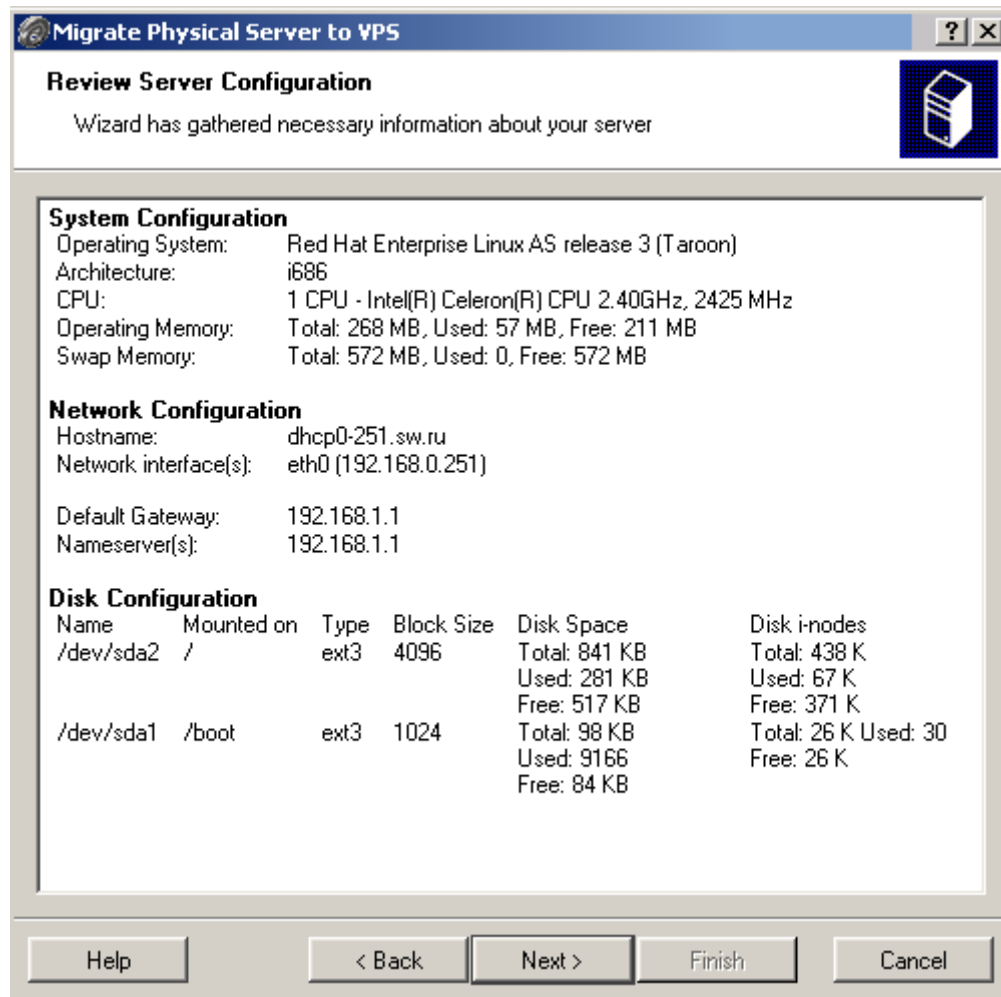 Migrate Physical Server to VPS
Review Server Configuration
Wizard has gathered necessary information about your server
System Configuration
Operating System: Red Hat Enterprise Linux AS release 3 (Taroon)
Architecture: i686
CPU: 1 CPU - Intel(R) Celeron(R) CPU 2.40GHz, 2425 MHz
Operating Memory: Total: 268 MB, Used: 57 MB, Free: 211 MB
Swap Memory: Total: 572 MB, Used: 0, Free: 572 MB
Network Configuration
Hostname: dhcp0-251.sw.ru
Network interface(s): eth0 (192.168.0.251)
Default Gateway: 192.168.1.1
Nameserver(s): 192.168.1.1
Disk Configuration
Name Mounted on Type Block Size Disk Space Disk i-nodes
/dev/sda2 / ext3 4096 Total: 841 KB Total: 438 K
Used: 281 KB Used: 67 K
Free: 517 KB Free: 371 K
/dev/sda1 /boot ext3 1024 Total: 98 KB Total: 26 K Used: 30
Used: 9166 Free: 26 K
Free: 84 KB
Help < Back Next > Finish Cancel